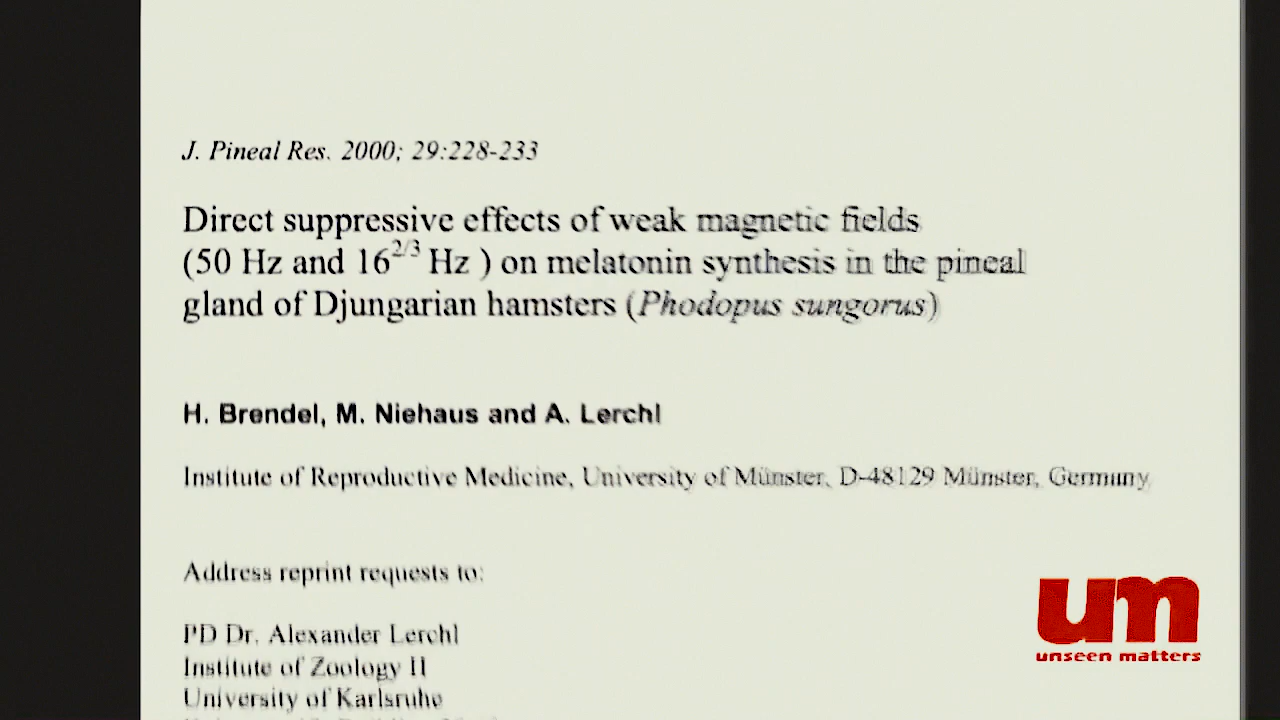 J. Pineal Res. 2000; 29:228-233
Direct suppressive effects of weak magnetic fields
(50 Hz and 16 2/3 Hz ) on melatonin synthesis in the pineal
gland of Djungarian hamsters (Phodopus sungorus)
H. Brendel, M. Niehaus and A. Lerchl
Institute of Reproductive Medicine, University of Münster, D-48129 Münster, Germany
Address reprint requests to:
PD Dr. Alexander Lerchl
Institute of Zoology II
University of Karlsruhe
um
unseen matters